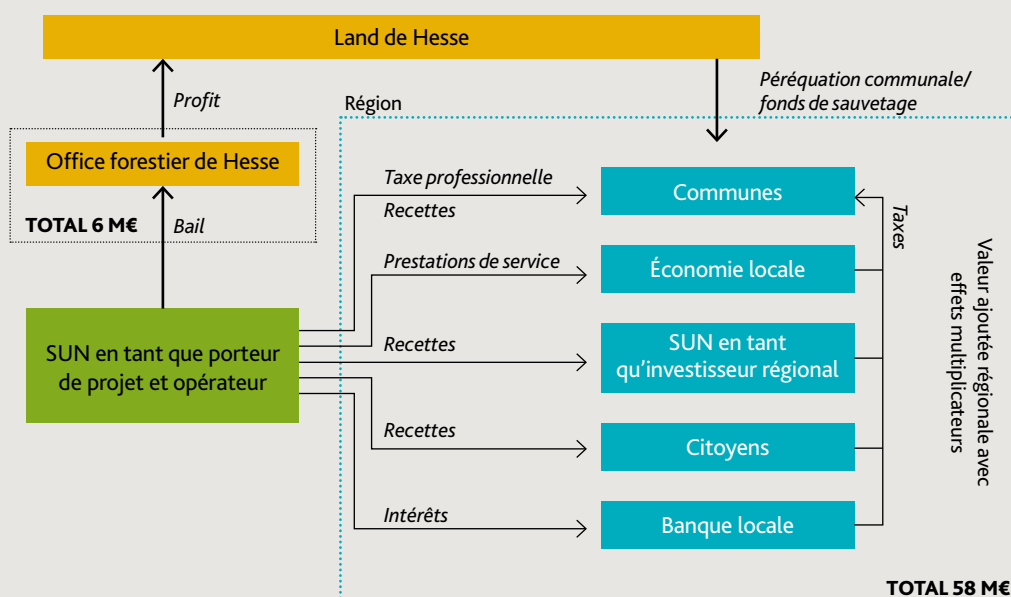 Land de Hesse
Profit
Péréquation communale/
fonds de sauvetage
Région
Office forestier de Hesse
TOTAL 6 M€
Bail
Taxe professionnelle
Recettes
Communes
Prestations de service
Économie locale
SUN en tant que porteur
de projet et opérateur
Recettes
SUN en tant
qu’investisseur régional
Recettes
Citoyens
Intérêts
Banque locale
Taxes
Valeur ajoutée régionale avec
effets multiplicateurs
TOTAL 58 M€